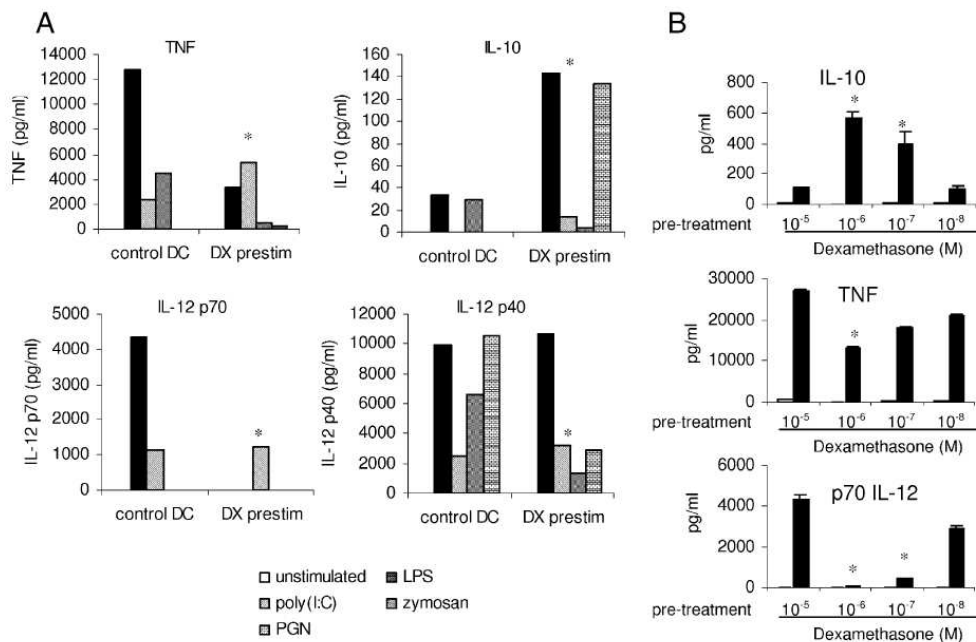 A
TNF
TNF (pg/ml)
14000
12000
10000
8000
6000
4000
2000
0
*
control DC DX prestim
IL-10
IL-10 (pg/ml)
160
140
120
100
80
60
40
20
0
*
control DC DX prestim
IL-12 p70
IL-12 p70 (pg/ml)
5000
4000
3000
2000
1000
0
*
control DC DX prestim
IL-12 p40
IL-12 p40 (pg/ml)
12000
10000
8000
6000
4000
2000
0
*
control DC DX prestim
unstimulated LPS
poly(I:C) zymosan
PGN
B
IL-10
pg/ml
800
600
400
200
0
* *
pre-treatment 10⁻⁵ 10⁻⁶ 10⁻⁷ 10⁻⁸
Dexamethasone (M)
TNF
pg/ml
30000
20000
10000
0
*
pre-treatment 10⁻⁵ 10⁻⁶ 10⁻⁷ 10⁻⁸
Dexamethasone (M)
p70 IL-12
pg/ml
6000
4000
2000
0
* *
pre-treatment 10⁻⁵ 10⁻⁶ 10⁻⁷ 10⁻⁸
Dexamethasone (M)